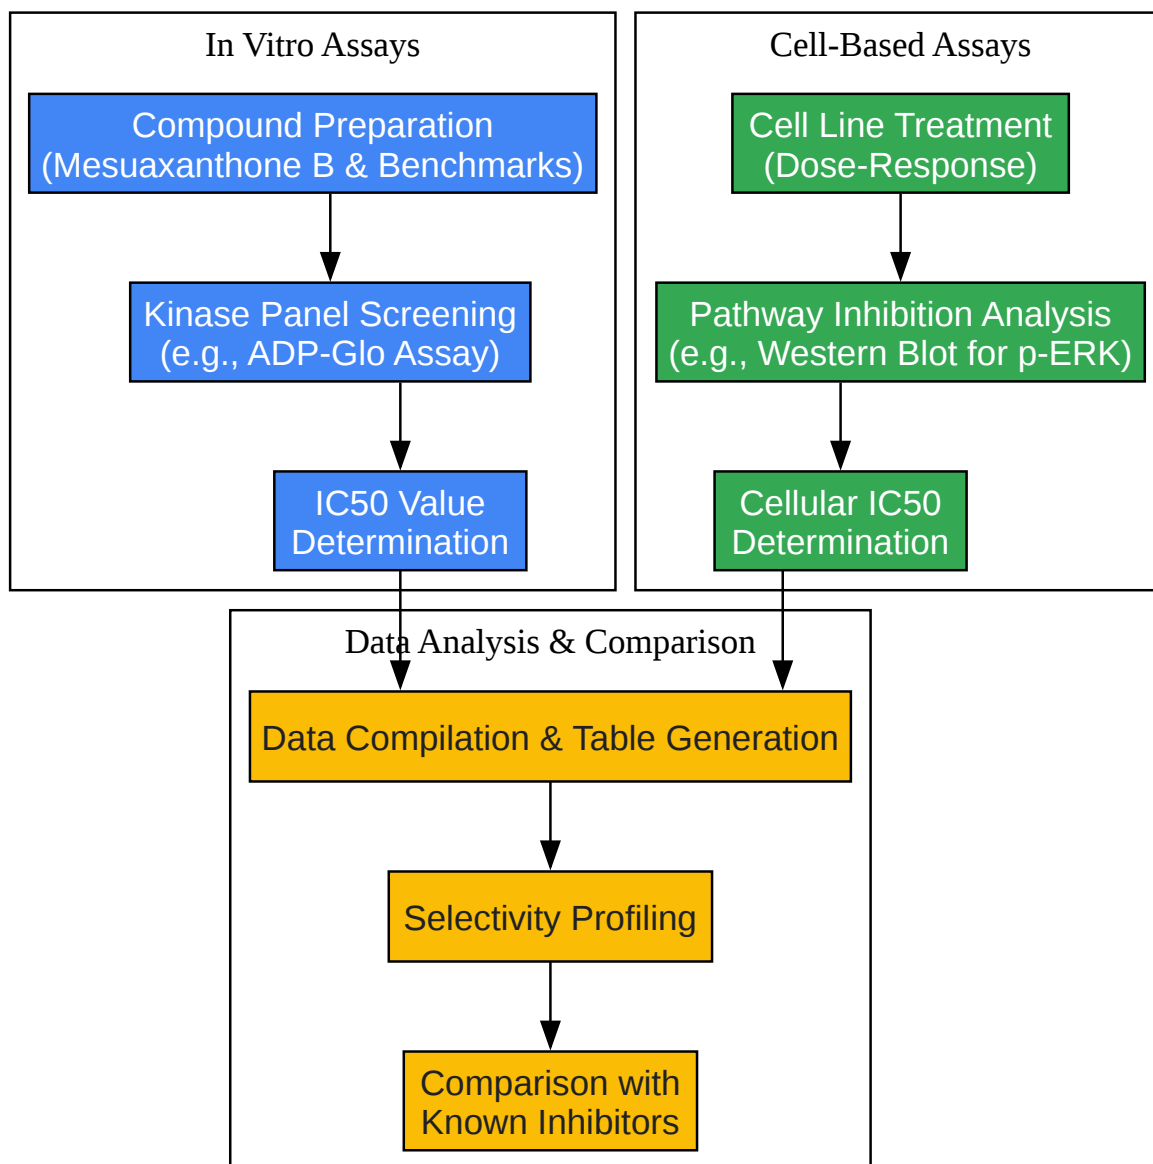 In Vitro Assays
Compound Preparation
(Mesuaxanthone B & Benchmarks)
Kinase Panel Screening
(e.g., ADP-Glo Assay)
IC50 Value
Determination
Cell-Based Assays
Cell Line Treatment
(Dose-Response)
Pathway Inhibition Analysis
(e.g., Western Blot for p-ERK)
Cellular IC50
Determination
Data Analysis & Comparison
Data Compilation & Table Generation
Selectivity Profiling
Comparison with
Known Inhibitors